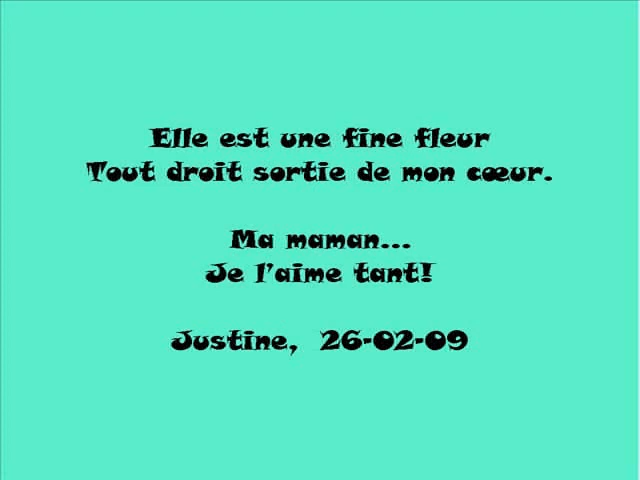 Elle est une fine fleur
Tout droit sortie de mon cœur.
Ma maman...
Je l'aime tant!
Justine, 26-02-09